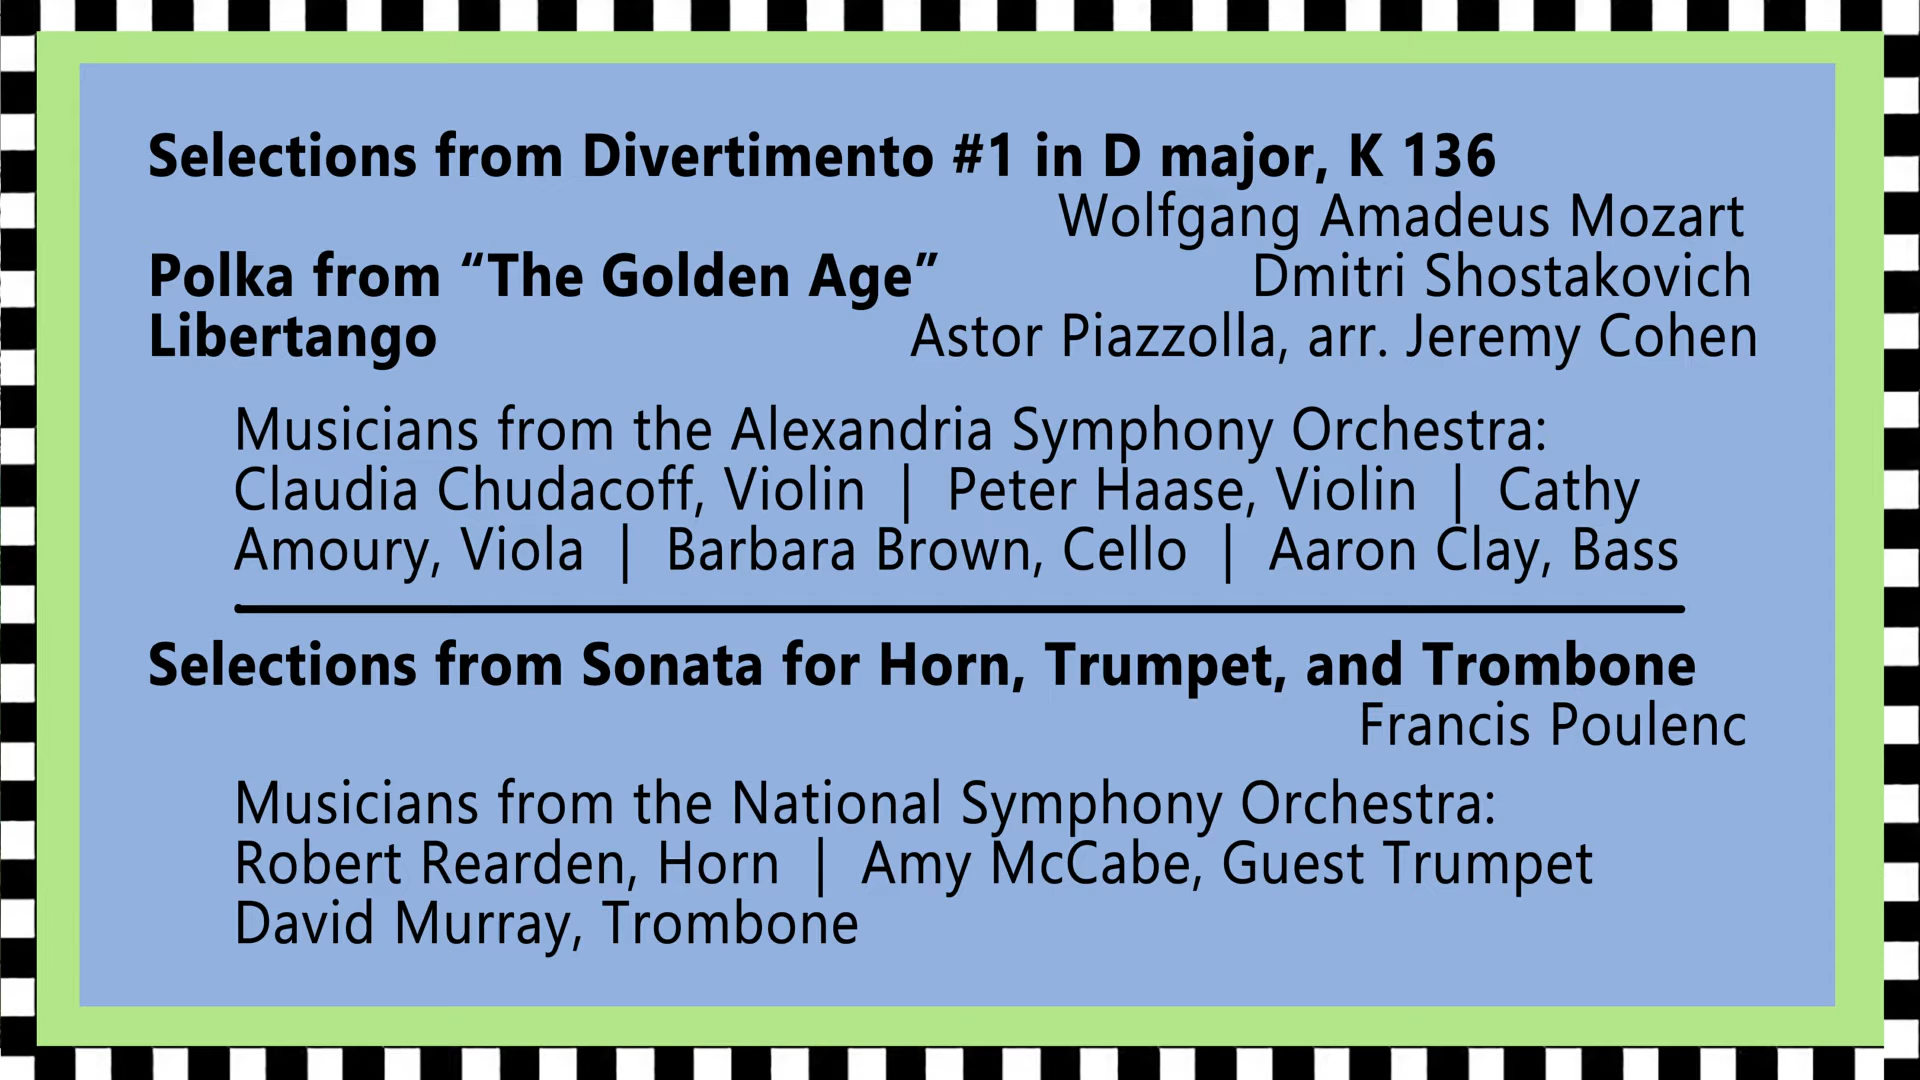 Selections from Divertimento #1 in D major, K 136
Wolfgang Amadeus Mozart
Polka from “The Golden Age” Dmitri Shostakovich
Libertango Astor Piazzolla, arr. Jeremy Cohen
Musicians from the Alexandria Symphony Orchestra:
Claudia Chudacoff, Violin | Peter Haase, Violin | Cathy
Amoury, Viola | Barbara Brown, Cello | Aaron Clay, Bass
Selections from Sonata for Horn, Trumpet, and Trombone
Francis Poulenc
Musicians from the National Symphony Orchestra:
Robert Rearden, Horn | Amy McCabe, Guest Trumpet
David Murray, Trombone